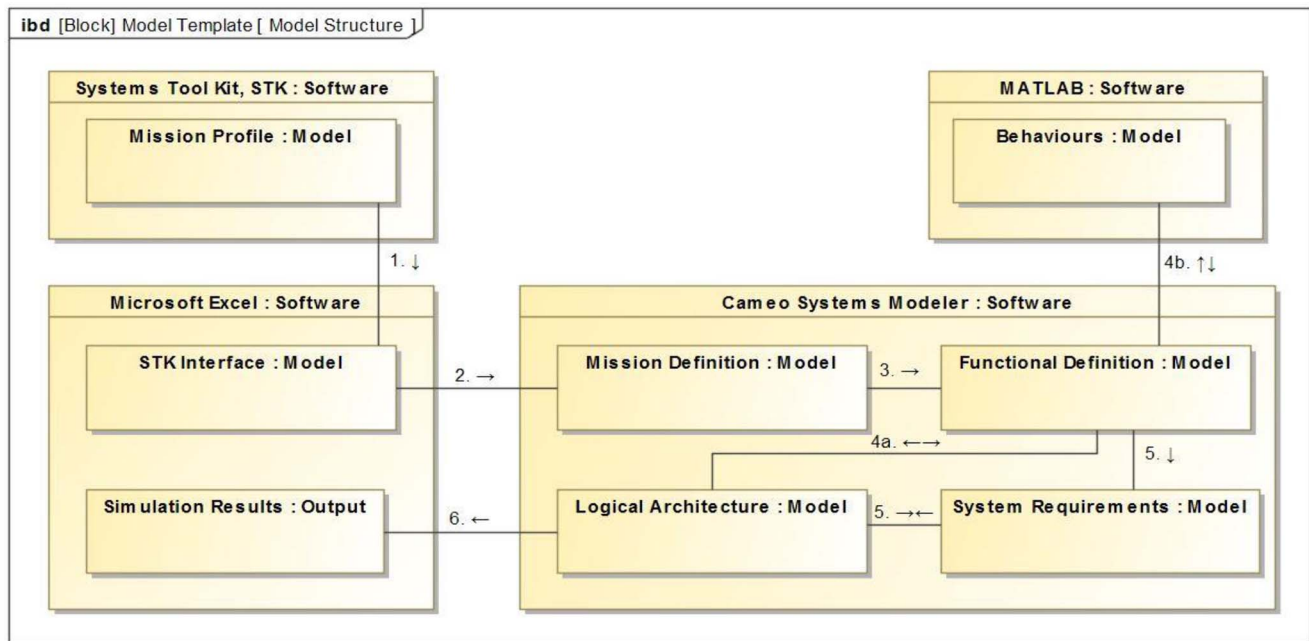 ibd [Block] Model Template [ Model Structure ]
Systems Tool Kit, STK : Software
MATLAB : Software
Mission Profile : Model
Behaviours : Model
1. ↓
4b. ↑↓
Microsoft Excel : Software
Cameo Systems Modeler : Software
STK Interface : Model
2. →
Mission Definition : Model
3. →
Functional Definition : Model
4a. ←→
5. ↓
Simulation Results : Output
6. ←
Logical Architecture : Model
5. →←
System Requirements : Model